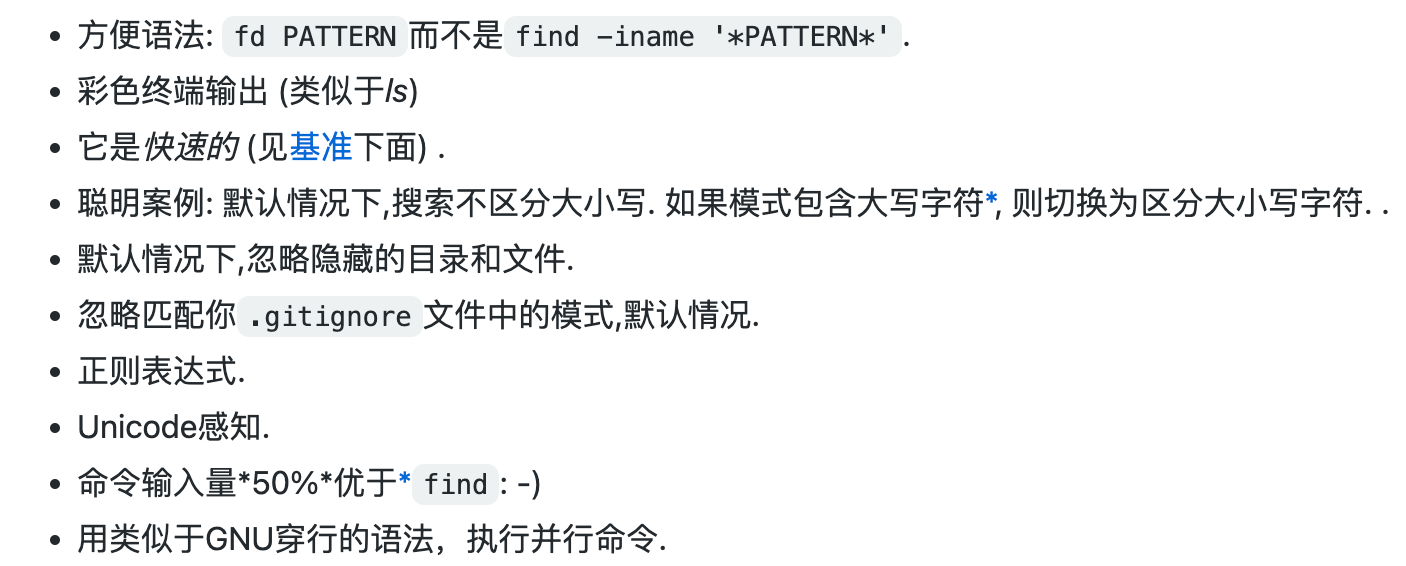 • 方便语法: fd PATTERN 而不是 find -iname '*PATTERN*' .
• 彩色终端输出 (类似于ls)
• 它是快速的 (见基准下面) .
• 聪明案例: 默认情况下,搜索不区分大小写. 如果模式包含大写字符*, 则切换为区分大小写字符. .
• 默认情况下,忽略隐藏的目录和文件.
• 忽略匹配你 .gitignore 文件中的模式,默认情况.
• 正则表达式.
• Unicode感知.
• 命令输入量*50%*优于* find : -)
• 用类似于GNU穿行的语法，执行并行命令.